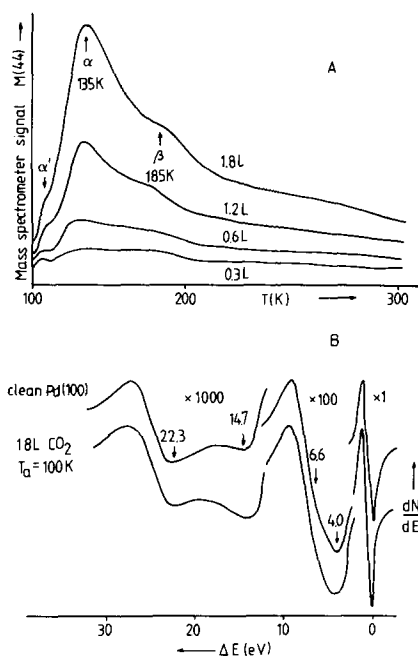 Mass spectrometer signal M(44)
A
α
135K
α'
β
185K
1.8L
1.2L
0.6L
0.3L
100
200
300
T(K)
B
clean Pd(100)
× 1000
×100
×1
22.3
14.7
6.6
4.0
1.8L CO₂
Tₐ= 100K
dN
dE
30
20
10
0
ΔE (eV)